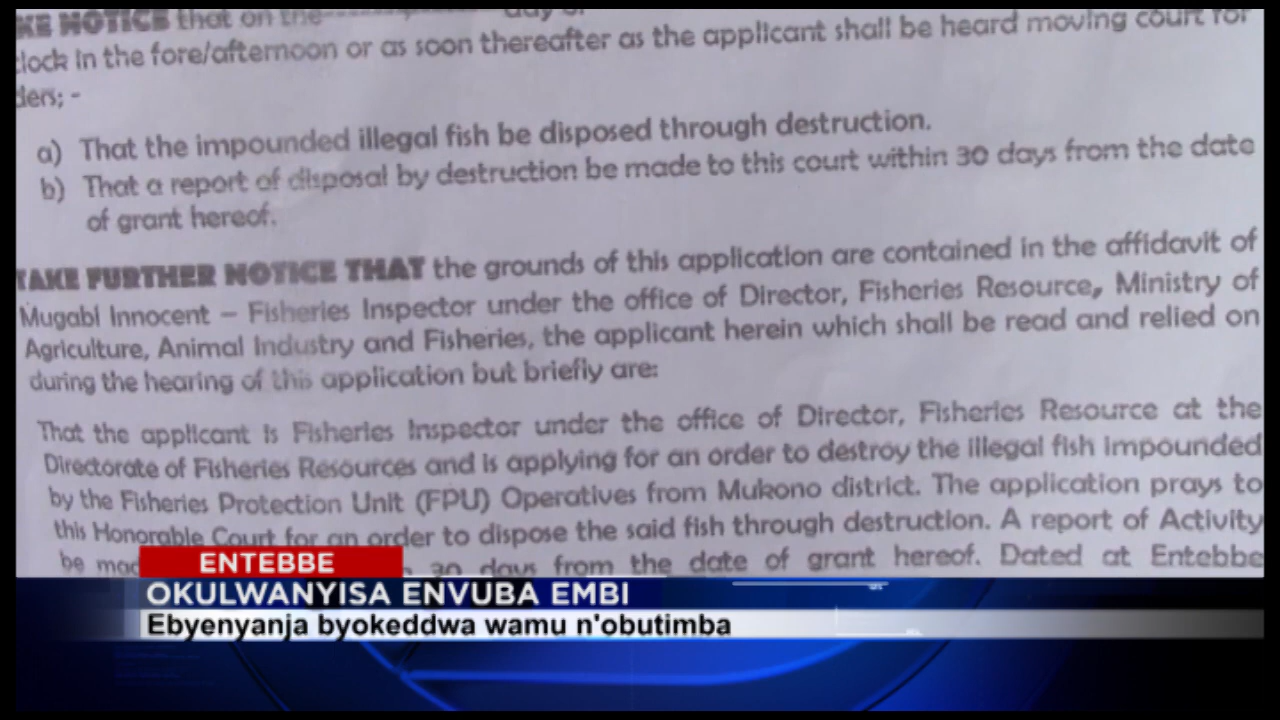 KE NOTICE that on the day of
clock in the fore/afternoon or as soon thereafter as the applicant shall be heard moving court for
ders; -
a) That the impounded illegal fish be disposed through destruction.
b) That a report of disposal by destruction be made to this court within 30 days from the date
of grant hereof.
TAKE FURTHER NOTICE THAT the grounds of this application are contained in the affidavit of
Mugabi Innocent – Fisheries Inspector under the office of Director, Fisheries Resource, Ministry of
Agriculture, Animal Industry and Fisheries, the applicant herein which shall be read and relied on
during the hearing of this application but briefly are:
That the applicant is Fisheries Inspector under the office of Director, Fisheries Resource at the
Directorate of Fisheries Resources and is applying for an order to destroy the illegal fish impounded
by the Fisheries Protection Unit (FPU) Operatives from Mukono district. The application prays to
this Honorable Court for an order to dispose the said fish through destruction. A report of Activity
be mad 30 days from the date of grant hereof. Dated at Entebbe
ENTEBBE
OKULWANYISA ENVUBA EMBI
Ebyenyanja byokeddwa wamu n'obutimba